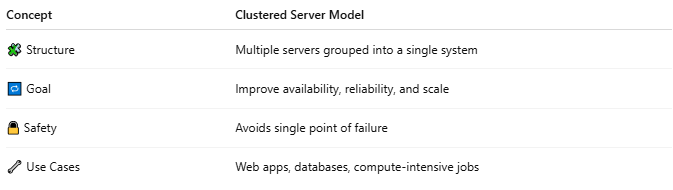 Concept Clustered Server Model
🧩 Structure Multiple servers grouped into a single system
🔁 Goal Improve availability, reliability, and scale
🔒 Safety Avoids single point of failure
🔧 Use Cases Web apps, databases, compute-intensive jobs